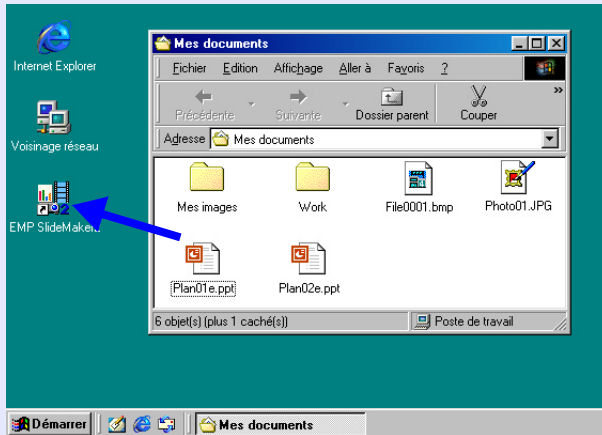 Internet Explorer
Voisinage réseau
EMP SlideMaker
Mes documents
Fichier Edition Affichage Aller à Favoris ?
Précédente Suivante Dossier parent Couper »
Adresse Mes documents
Mes images Work File0001.bmp Photo01.JPG
Plan01e.ppt Plan02e.ppt
6 objet(s) (plus 1 caché(s)) Poste de travail
Démarrer Mes documents